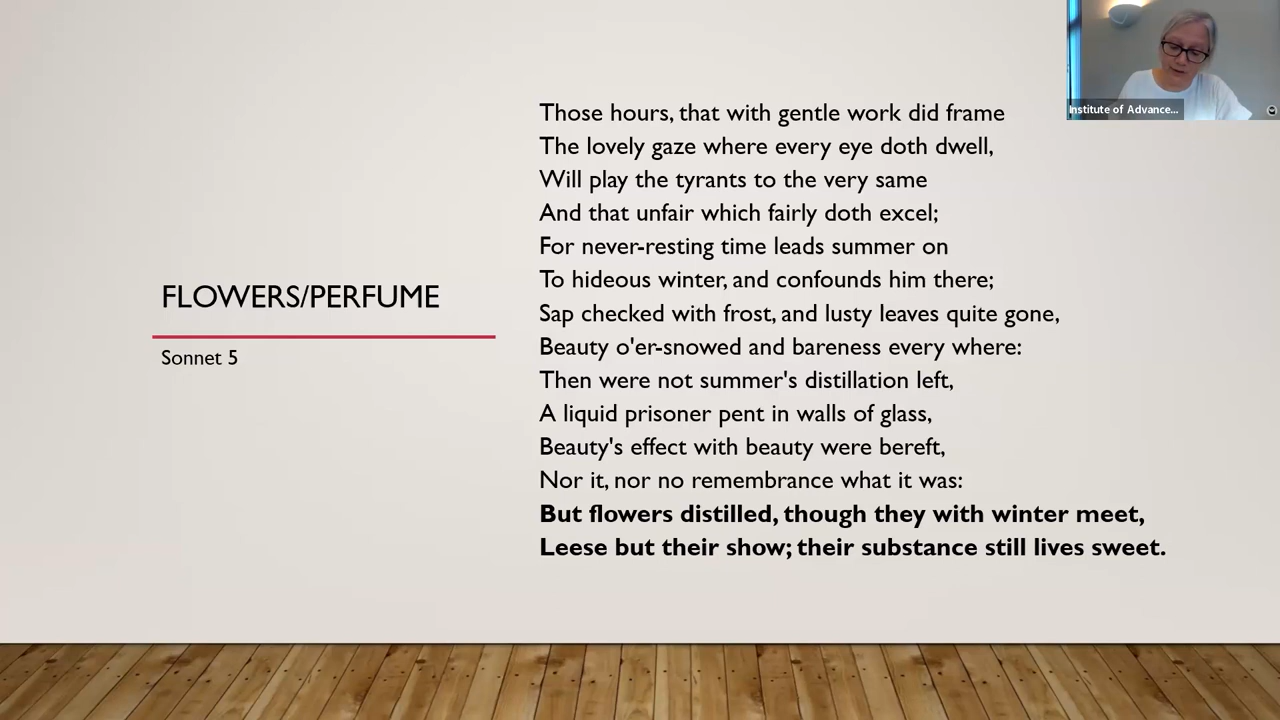 Institute of Advance...
FLOWERS/PERFUME
Sonnet 5
Those hours, that with gentle work did frame
The lovely gaze where every eye doth dwell,
Will play the tyrants to the very same
And that unfair which fairly doth excel;
For never-resting time leads summer on
To hideous winter, and confounds him there;
Sap checked with frost, and lusty leaves quite gone,
Beauty o'er-snowed and bareness every where:
Then were not summer's distillation left,
A liquid prisoner pent in walls of glass,
Beauty's effect with beauty were bereft,
Nor it, nor no remembrance what it was:
But flowers distilled, though they with winter meet,
Leese but their show; their substance still lives sweet.